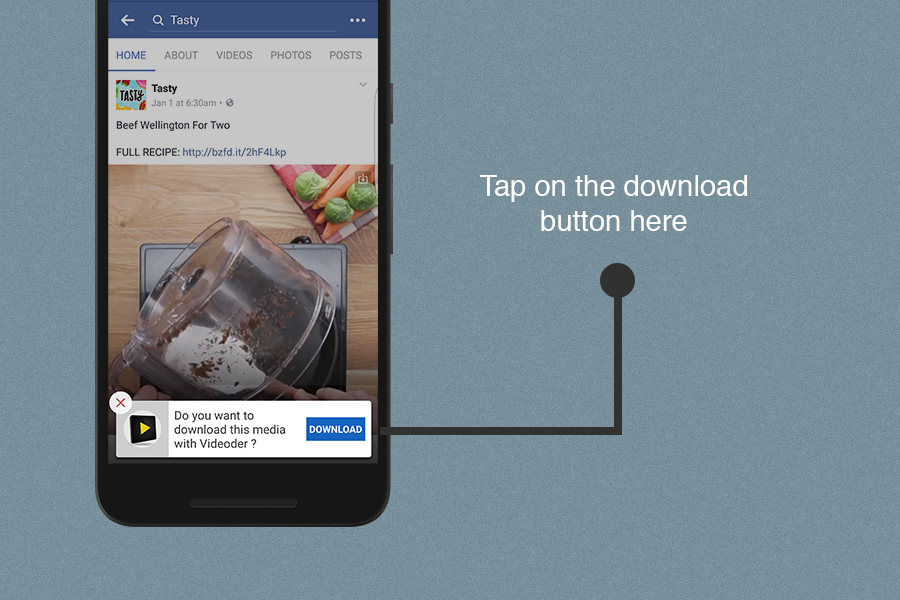 Tasty
HOME ABOUT VIDEOS PHOTOS POSTS
TASTY
Tasty
Jan 1 at 6:30am •
Beef Wellington For Two
FULL RECIPE: http://bzfd.it/2hF4Lkp
Do you want to
download this media
with Videoder ?
DOWNLOAD
Tap on the download
button here